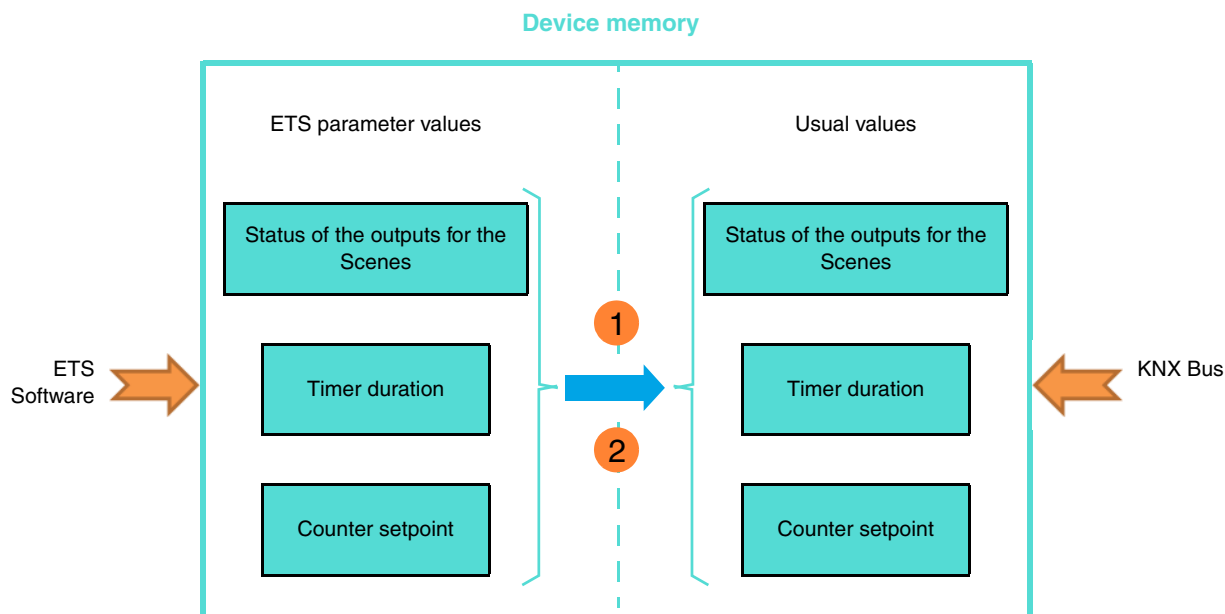 Device memory
ETS parameter values
Usual values
Status of the outputs for the
Scenes
Status of the outputs for the
Scenes
1
ETS
Software
Timer duration
Timer duration
KNX Bus
2
Counter setpoint
Counter setpoint